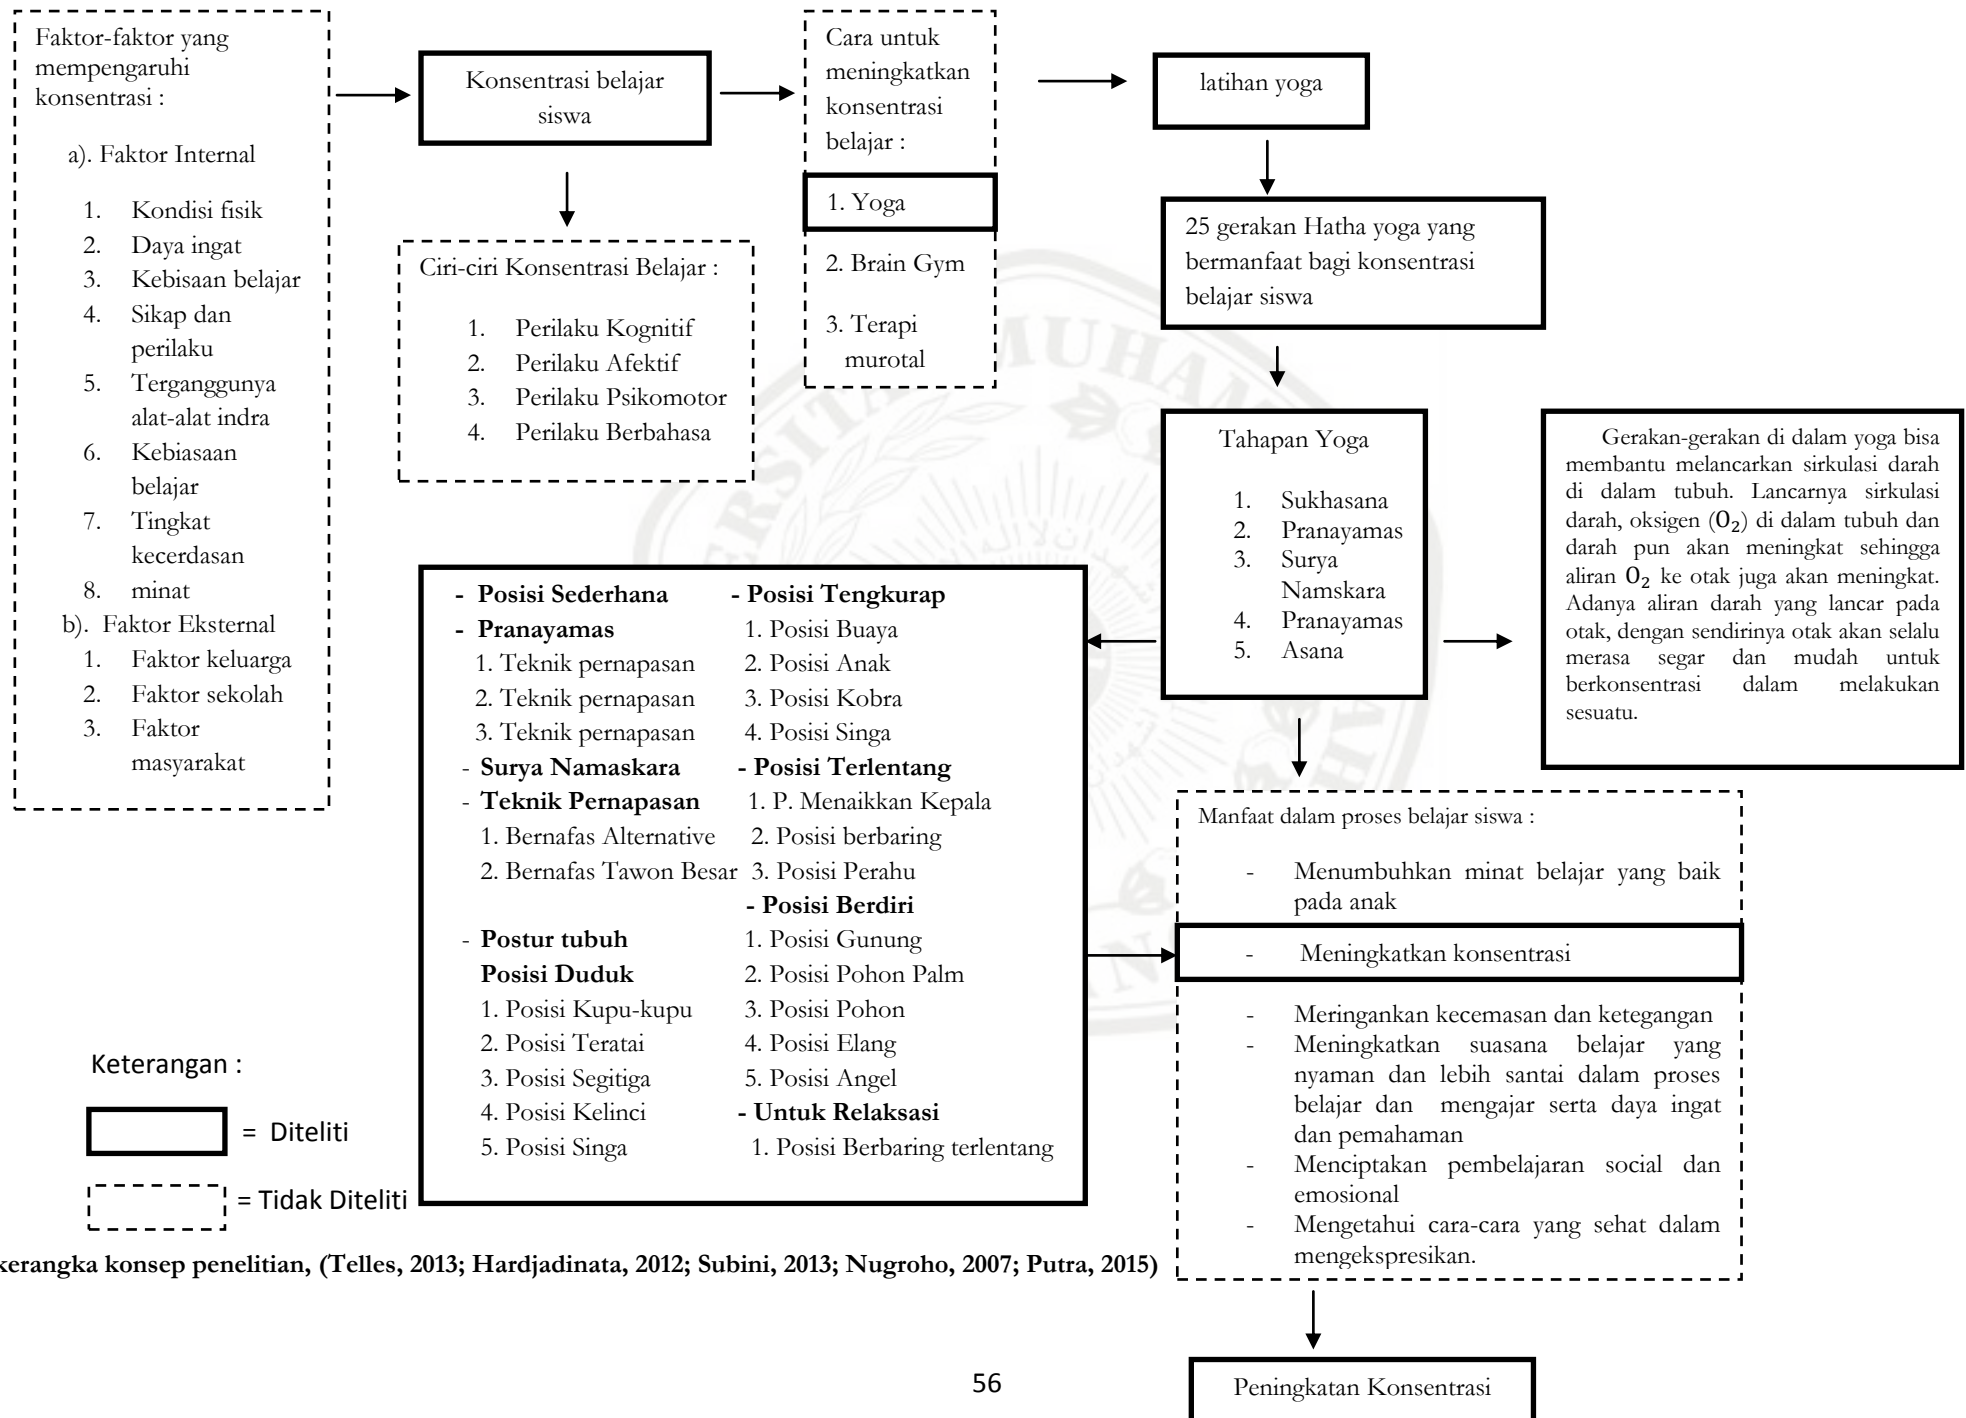 Faktor-faktor yang
mempengaruhi
konsentrasi :
a). Faktor Internal
1. Kondisi fisik
2. Daya ingat
3. Kebisaan belajar
4. Sikap dan
perilaku
5. Terganggunya
alat-alat indra
6. Kebiasaan
belajar
7. Tingkat
kecerdasan
8. minat
b). Faktor Eksternal
1. Faktor keluarga
2. Faktor sekolah
3. Faktor
masyarakat
Konsentrasi belajar
siswa
Ciri-ciri Konsentrasi Belajar :
1. Perilaku Kognitif
2. Perilaku Afektif
3. Perilaku Psikomotor
4. Perilaku Berbahasa
Cara untuk
meningkatkan
konsentrasi
belajar :
1. Yoga
2. Brain Gym
3. Terapi
murotal
latihan yoga
25 gerakan Hatha yoga yang
bermanfaat bagi konsentrasi
belajar siswa
Tahapan Yoga
1. Sukhasana
2. Pranayamas
3. Surya
Namskara
4. Pranayamas
5. Asana
Gerakan-gerakan di dalam yoga bisa
membantu melancarkan sirkulasi darah
di dalam tubuh. Lancarnya sirkulasi
darah, oksigen (O₂) di dalam tubuh dan
darah pun akan meningkat sehingga
aliran O₂ ke otak juga akan meningkat.
Adanya aliran darah yang lancar pada
otak, dengan sendirinya otak akan selalu
merasa segar dan mudah untuk
berkonsentrasi dalam melakukan
sesuatu.
- Posisi Sederhana
- Pranayamas
1. Teknik pernapasan
2. Teknik pernapasan
3. Teknik pernapasan
- Surya Namaskara
- Teknik Pernapasan
1. Bernafas Alternative
2. Bernafas Tawon Besar
- Postur tubuh
Posisi Duduk
1. Posisi Kupu-kupu
2. Posisi Teratai
3. Posisi Segitiga
4. Posisi Kelinci
5. Posisi Singa
- Posisi Tengkurap
1. Posisi Buaya
2. Posisi Anak
3. Posisi Kobra
4. Posisi Singa
- Posisi Terlentang
1. P. Menaikkan Kepala
2. Posisi berbaring
3. Posisi Perahu
- Posisi Berdiri
1. Posisi Gunung
2. Posisi Pohon Palm
3. Posisi Pohon
4. Posisi Elang
5. Posisi Angel
- Untuk Relaksasi
1. Posisi Berbaring terlentang
Manfaat dalam proses belajar siswa :
- Menumbuhkan minat belajar yang baik
pada anak
- Meningkatkan konsentrasi
- Meringankan kecemasan dan ketegangan
- Meningkatkan suasana belajar yang
nyaman dan lebih santai dalam proses
belajar dan mengajar serta daya ingat
dan pemahaman
- Menciptakan pembelajaran social dan
emosional
- Mengetahui cara-cara yang sehat dalam
mengekspresikan.
Peningkatan Konsentrasi
Keterangan :
= Diteliti
= Tidak Diteliti
kerangka konsep penelitian, (Telles, 2013; Hardjadinata, 2012; Subini, 2013; Nugroho, 2007; Putra, 2015)
56